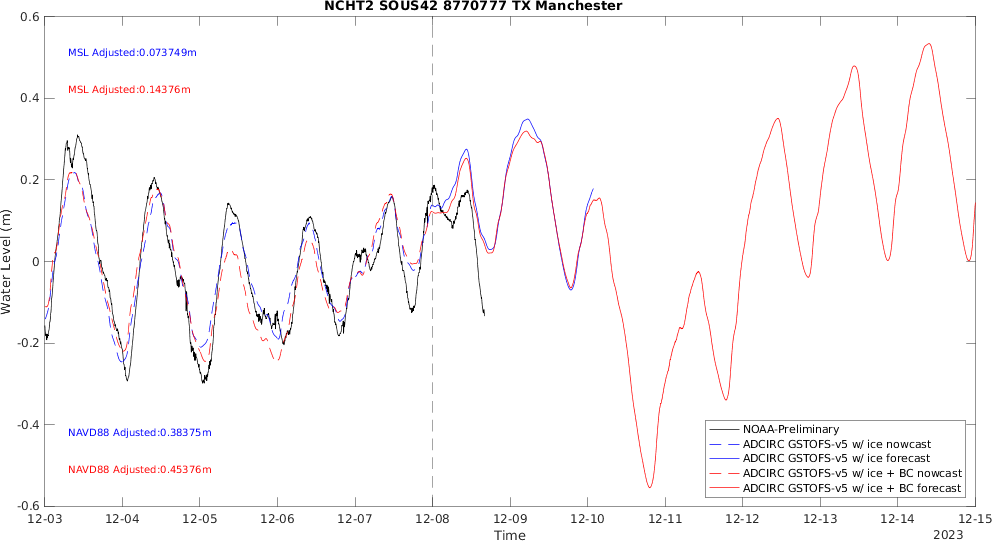 NCHT2 SOUS42 8770777 TX Manchester
0.6
MSL Adjusted:0.073749m
MSL Adjusted:0.14376m
0.4
0.2
0
-0.2
-0.4
-0.6
Water Level (m)
NAVD88 Adjusted:0.38375m
NAVD88 Adjusted:0.45376m
NOAA-Preliminary
ADCIRC GSTOFS-v5 w/ ice nowcast
ADCIRC GSTOFS-v5 w/ ice forecast
ADCIRC GSTOFS-v5 w/ ice + BC nowcast
ADCIRC GSTOFS-v5 w/ ice + BC forecast
12-03 12-04 12-05 12-06 12-07 12-08 12-09 12-10 12-11 12-12 12-13 12-14 12-15
Time
2023